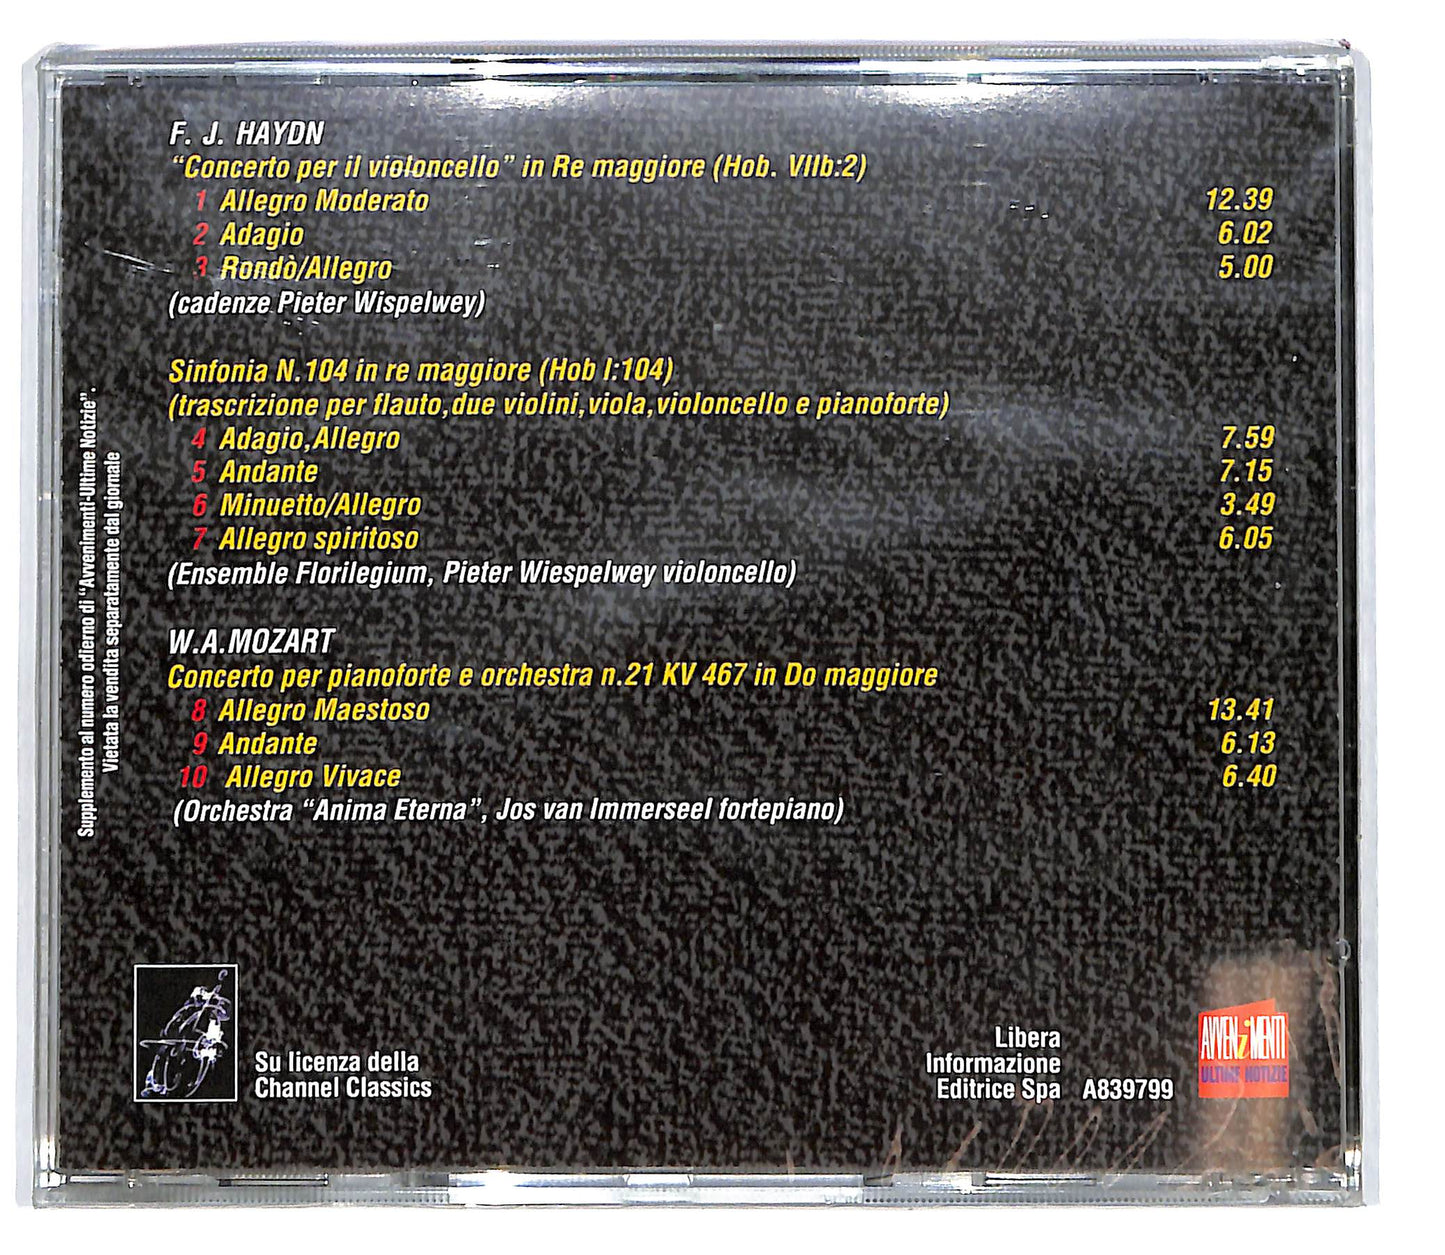 F. J. HAYDN
“Concerto per il violoncello” in Re maggiore (Hob. VIIb:2)
1 Allegro Moderato 12.39
2 Adagio 6.02
3 Rondò/Allegro 5.00
(cadenze Pieter Wispelwey)
Sinfonia N.104 in re maggiore (Hob I:104)
(trascrizione per flauto,due violini,viola,violoncello e pianoforte)
4 Adagio,Allegro 7.59
5 Andante 7.15
6 Minuetto/Allegro 3.49
7 Allegro spiritoso 6.05
(Ensemble Florilegium, Pieter Wiespelwey violoncello)
W.A.MOZART
Concerto per pianoforte e orchestra n.21 KV 467 in Do maggiore
8 Allegro Maestoso 13.41
9 Andante 6.13
10 Allegro Vivace 6.40
(Orchestra “Anima Eterna”, Jos van Immerseel fortepiano)
Supplemento al numero odierno di “Avvenimenti-Ultime Notizie”.
Vietata la vendita separatamente dal giornale
Su licenza della
Channel Classics
Libera
Informazione
Editrice Spa A839799
AVVENiMENTI
ULTIME NOTIZIE